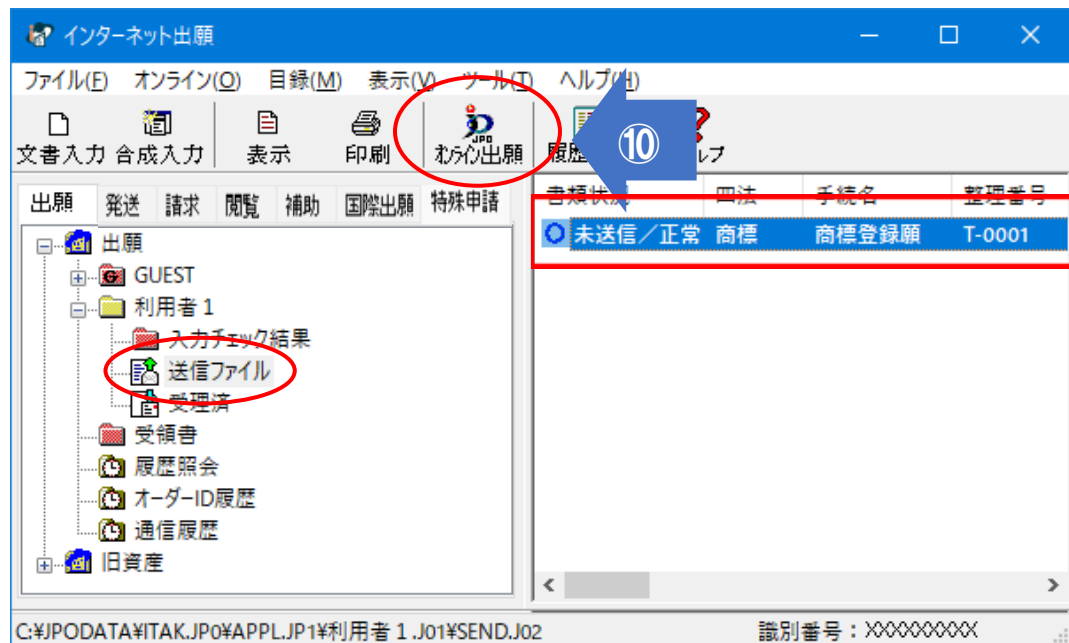 インターネット出願
ファイル(F) オンライン(O) 目録(M) 表示(V) ツール(T) ヘルプ(H)
文書入力 合成入力 表示 印刷 ｵﾝﾗｲﾝ出願 履歴 ルプ
⑩
出願 発送 請求 閲覧 補助 国際出願 特殊申請
書類状況 四法 手続名 整理番号
未送信／正常 商標 商標登録願 T-0001
出願
GUEST
利用者１
入力チェック結果
送信ファイル
受理済
受領書
履歴照会
オーダーID履歴
通信履歴
旧資産
C:¥JPODATA¥ITAK.JP0¥APPL.JP1¥利用者１.J01¥SEND.J02 識別番号：XXXXXXXXX